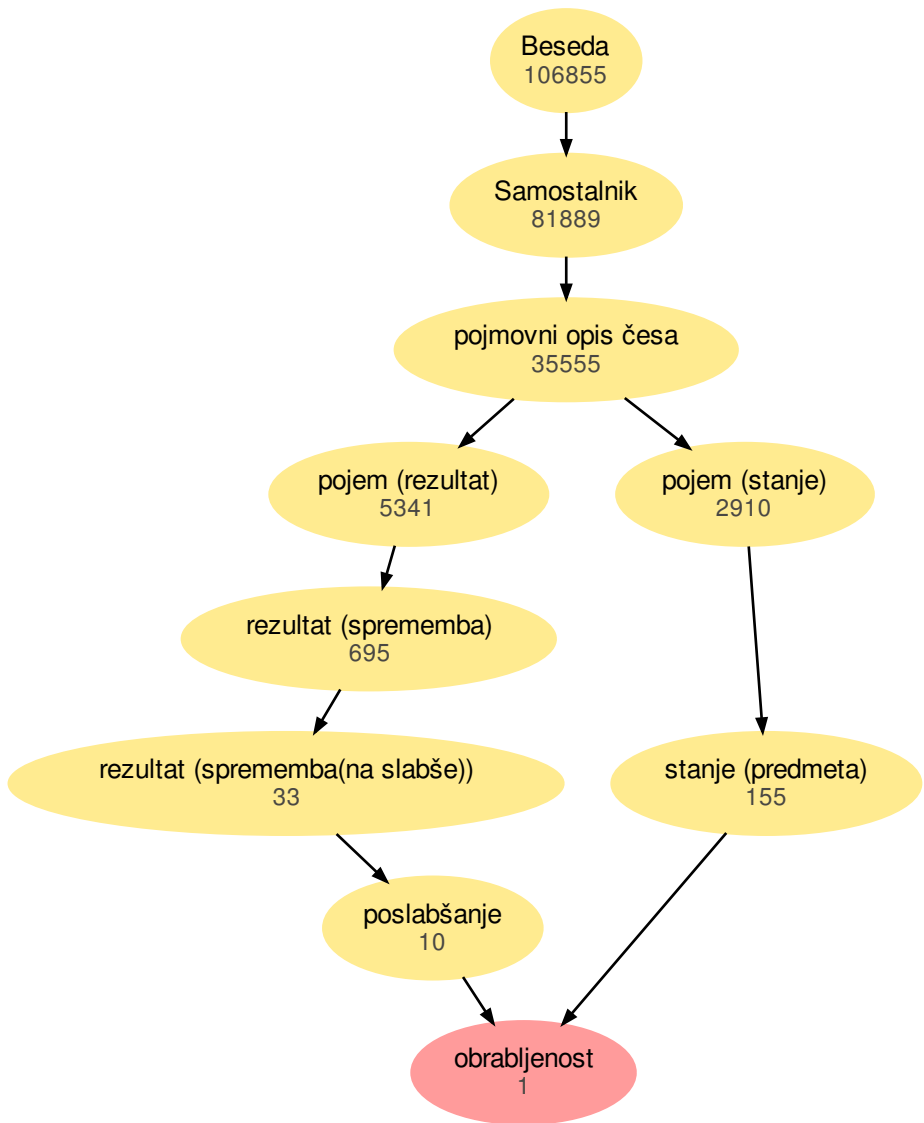 Beseda
106855
Samostalnik
81889
pojmovni opis česa
35555
pojem (rezultat)
5341
pojem (stanje)
2910
rezultat (sprememba)
695
rezultat (sprememba(na slabše))
33
stanje (predmeta)
155
poslabšanje
10
obrabljenost
1